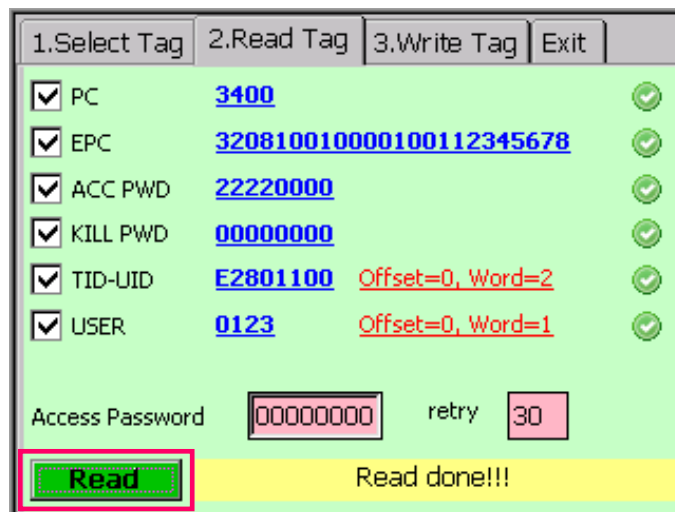 1.Select Tag 2.Read Tag 3.Write Tag Exit
PC 3400
EPC 320810010000100112345678
ACC PWD 22220000
KILL PWD 00000000
TID-UID E2801100 Offset=0, Word=2
USER 0123 Offset=0, Word=1
Access Password 00000000 retry 30
Read Read done!!!